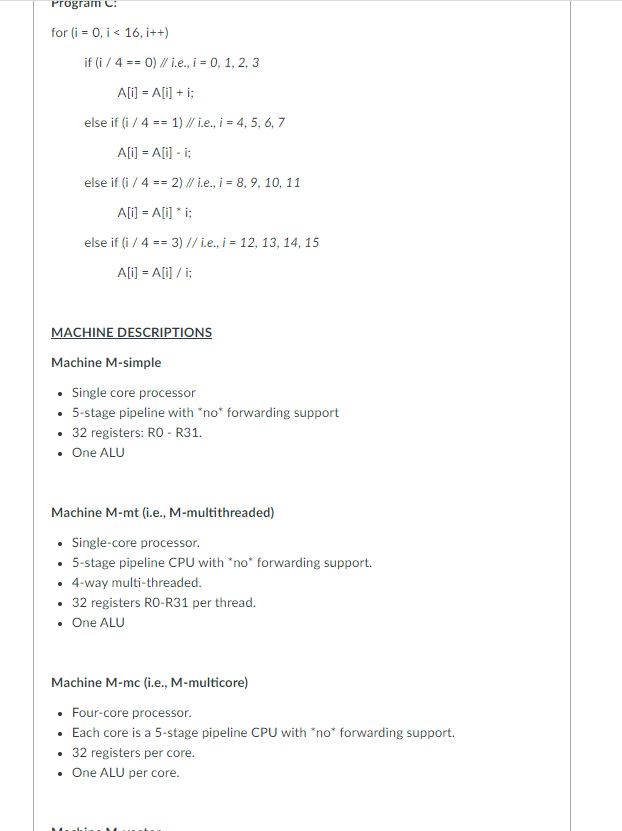 Program C:
for (i = 0, i < 16, i++)
if (i / 4 == 0) // i.e., i = 0, 1, 2, 3
A[i] = A[i] + i;
else if (i / 4 == 1) // i.e., i = 4, 5, 6, 7
A[i] = A[i] - i;
else if (i / 4 == 2) // i.e., i = 8, 9, 10, 11
A[i] = A[i] * i;
else if (i / 4 == 3) // i.e., i = 12, 13, 14, 15
A[i] = A[i] / i;
MACHINE DESCRIPTIONS
Machine M-simple
• Single core processor
• 5-stage pipeline with *no* forwarding support
• 32 registers: R0 - R31.
• One ALU
Machine M-mt (i.e., M-multithreaded)
• Single-core processor.
• 5-stage pipeline CPU with *no* forwarding support.
• 4-way multi-threaded.
• 32 registers R0-R31 per thread.
• One ALU
Machine M-mc (i.e., M-multicore)
• Four-core processor.
• Each core is a 5-stage pipeline CPU with *no* forwarding support.
• 32 registers per core.
• One ALU per core.